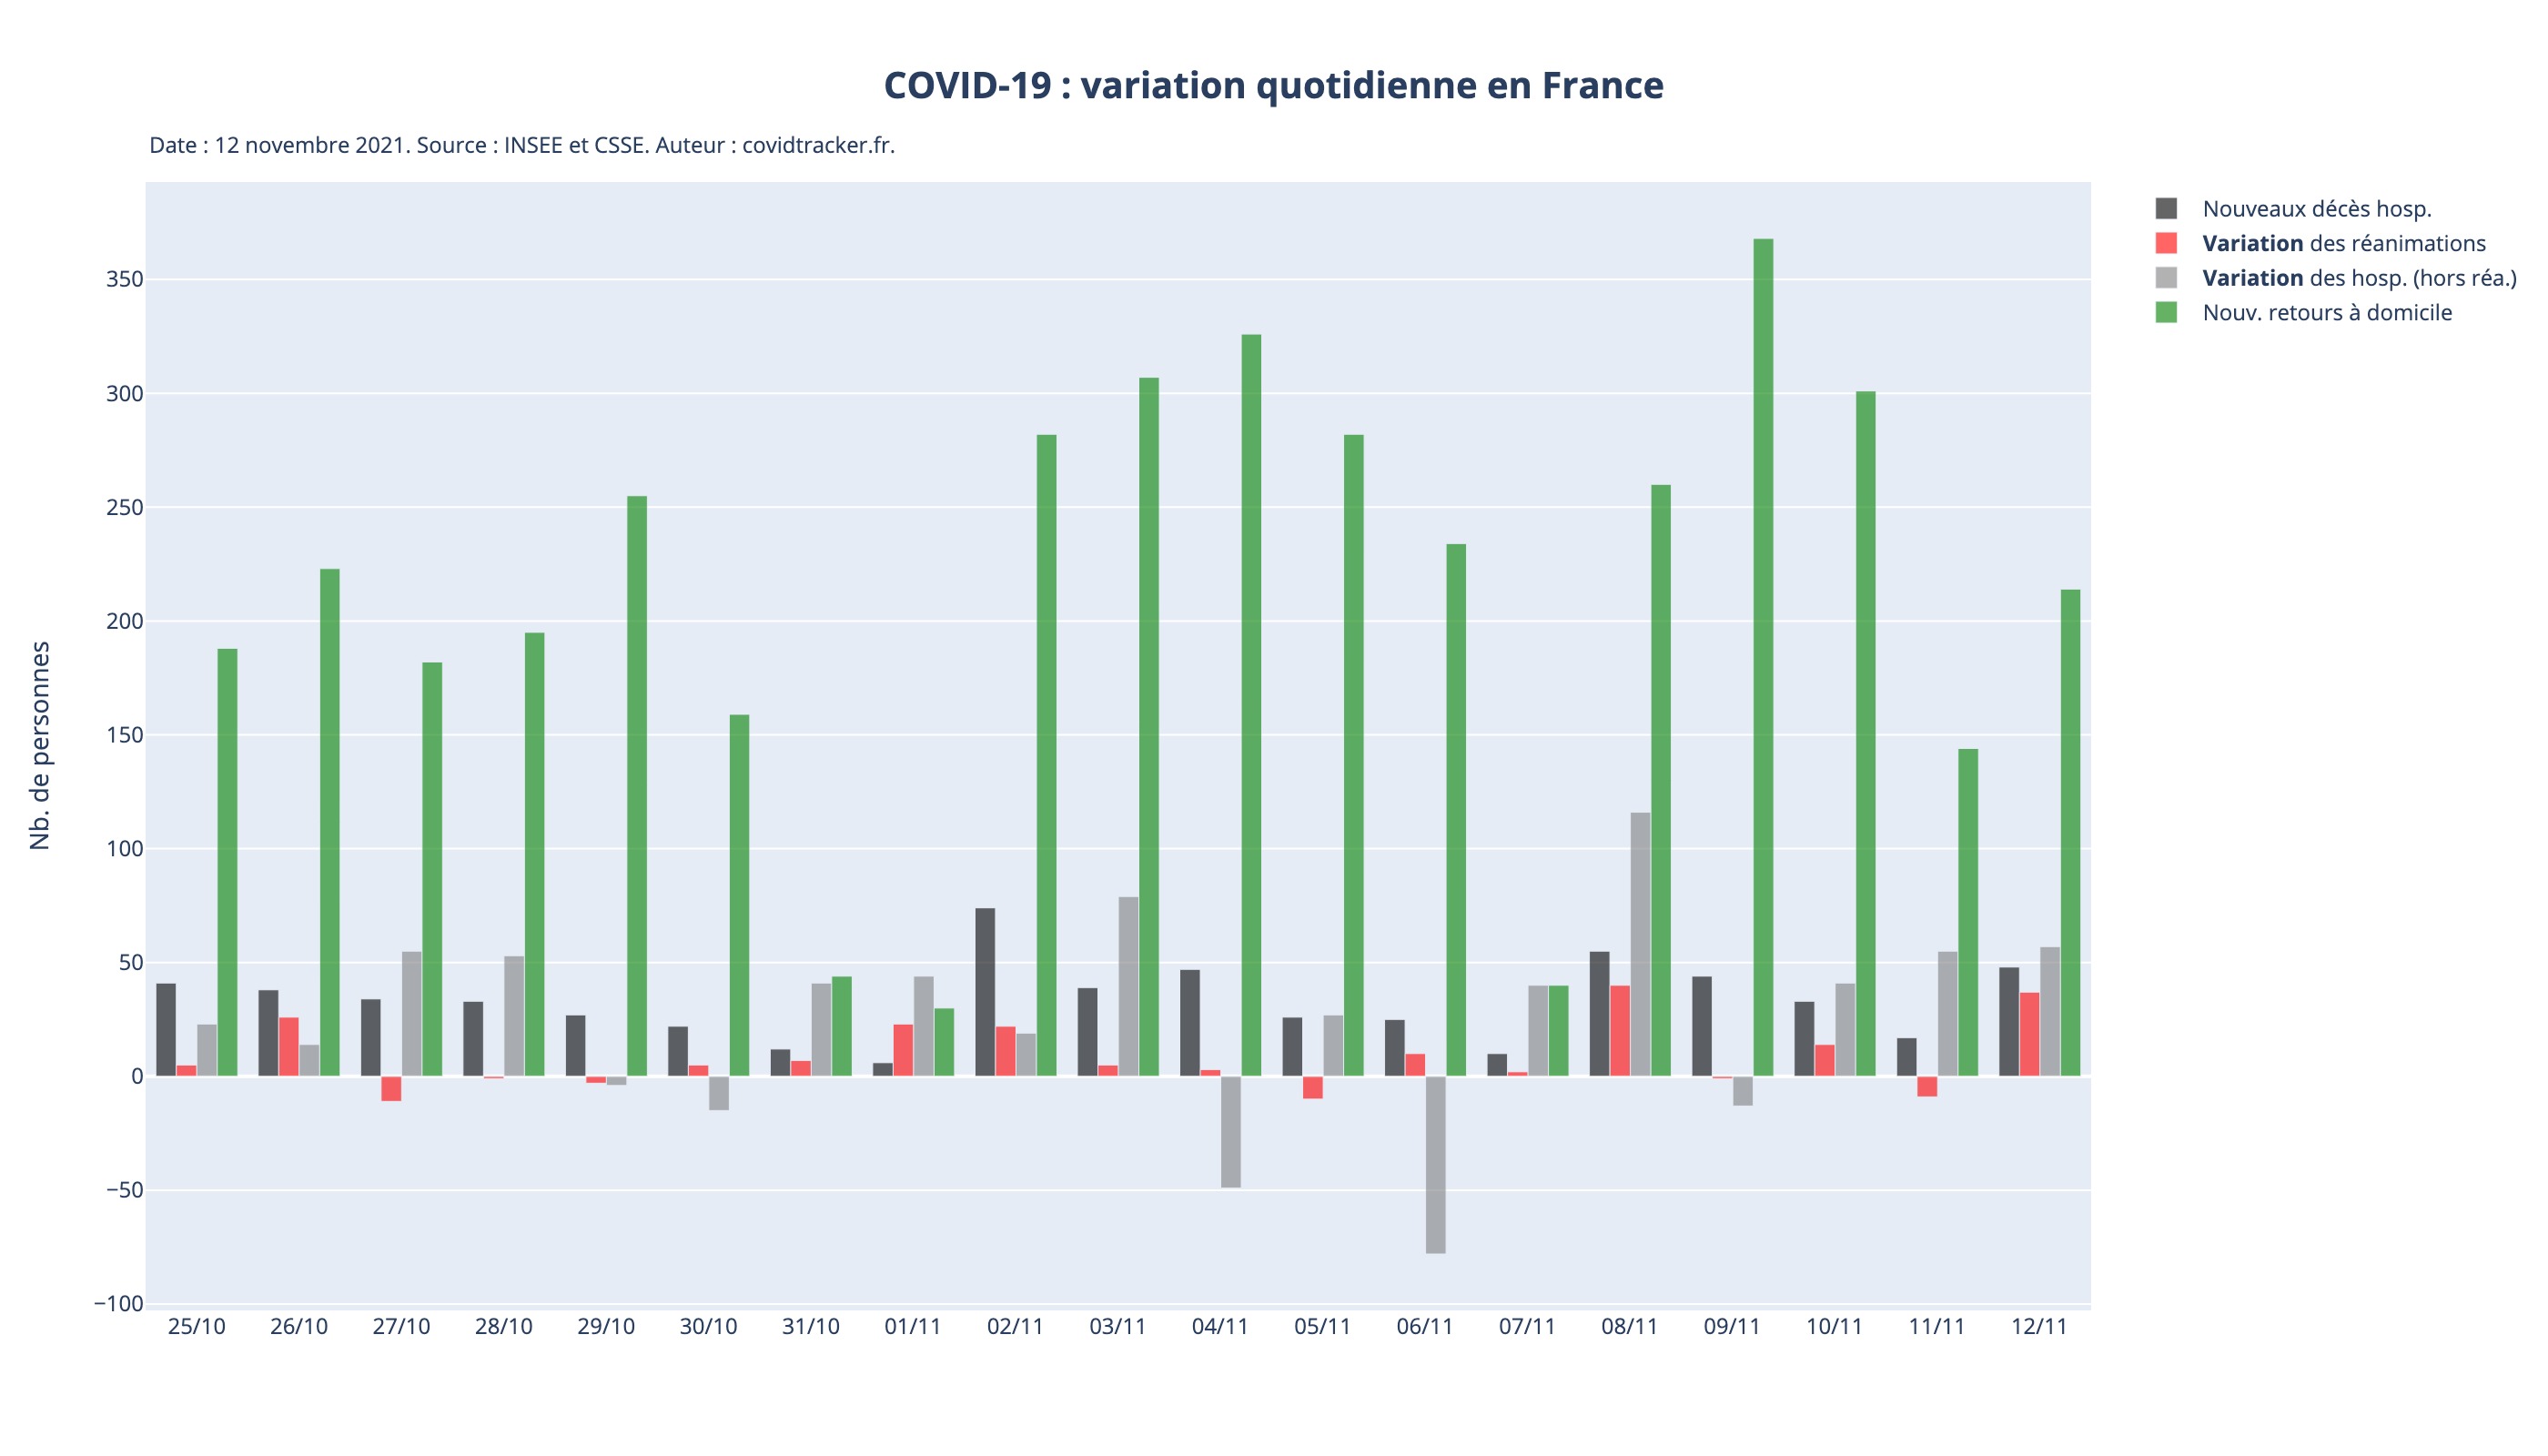 COVID-19 : variation quotidienne en France
Date : 12 novembre 2021. Source : INSEE et CSSE. Auteur : covidtracker.fr.
Nouveaux décès hosp.
Variation des réanimations
Variation des hosp. (hors réa.)
Nouv. retours à domicile
Nb. de personnes
350
300
250
200
150
100
50
0
−50
−100
25/10 26/10 27/10 28/10 29/10 30/10 31/10 01/11 02/11 03/11 04/11 05/11 06/11 07/11 08/11 09/11 10/11 11/11 12/11